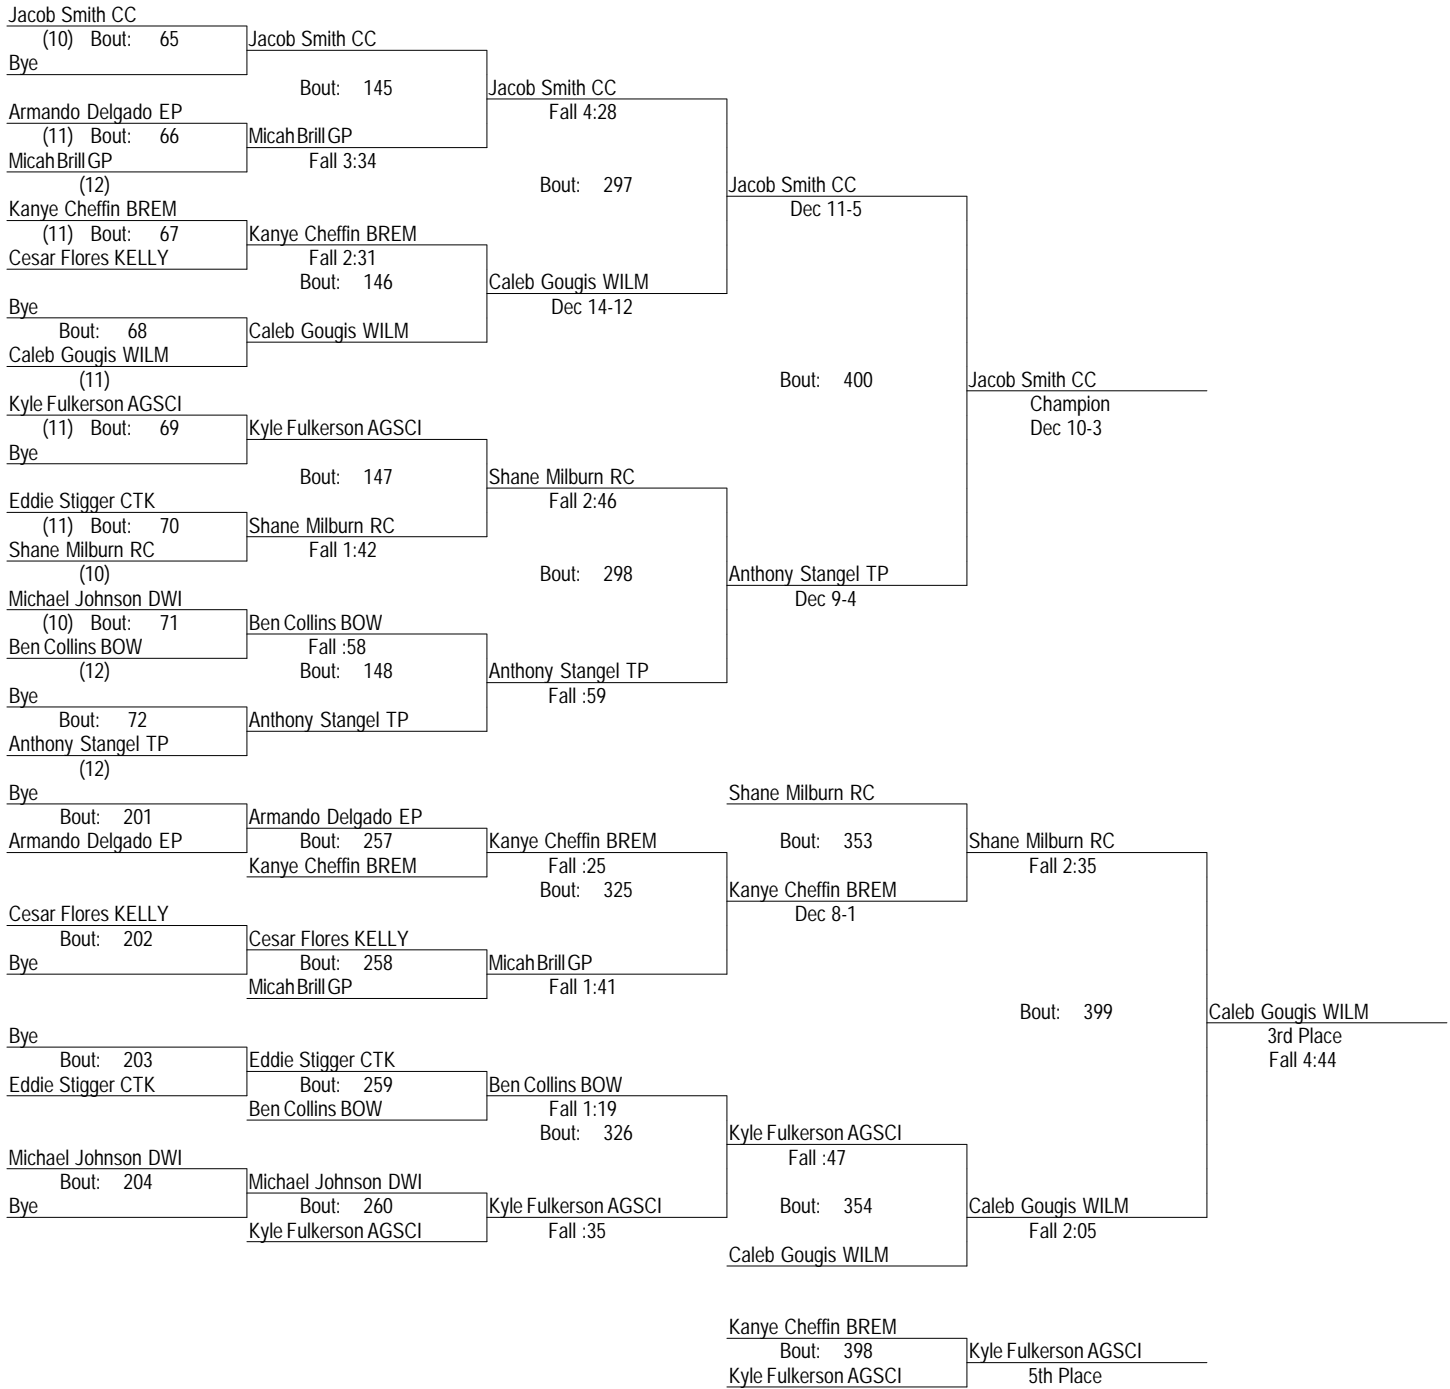 Jacob Smith CC
(10) Bout: 65 Jacob Smith CC
Bye
Bout: 145 Jacob Smith CC
Armando Delgado EP Fall 4:28
(11) Bout: 66 Micah Brill GP
Micah Brill GP Fall 3:34
(12) Bout: 297 Jacob Smith CC
Kanye Cheffin BREM Dec 11-5
(11) Bout: 67 Kanye Cheffin BREM
Cesar Flores KELLY Fall 2:31
Bout: 146 Caleb Gougis WILM
Bye Dec 14-12
Bout: 68 Caleb Gougis WILM
Caleb Gougis WILM
(11) Bout: 400 Jacob Smith CC
Kyle Fulkerson AGSCI Champion
(11) Bout: 69 Kyle Fulkerson AGSCI Dec 10-3
Bye
Bout: 147 Shane Milburn RC
Eddie Stigger CTK Fall 2:46
(11) Bout: 70 Shane Milburn RC
Shane Milburn RC Fall 1:42
(10) Bout: 298 Anthony Stangel TP
Michael Johnson DWI Dec 9-4
(10) Bout: 71 Ben Collins BOW
Ben Collins BOW Fall :58
(12) Bout: 148 Anthony Stangel TP
Bye Fall :59
Bout: 72 Anthony Stangel TP
Anthony Stangel TP
(12)
Bye Shane Milburn RC
Bout: 201 Armando Delgado EP
Armando Delgado EP Bout: 257 Kanye Cheffin BREM Bout: 353 Shane Milburn RC
Kanye Cheffin BREM Fall :25 Fall 2:35
Bout: 325 Kanye Cheffin BREM
Cesar Flores KELLY Dec 8-1
Bout: 202 Cesar Flores KELLY
Bye Bout: 258 Micah Brill GP
Micah Brill GP Fall 1:41
Bout: 399 Caleb Gougis WILM
Bye 3rd Place
Bout: 203 Eddie Stigger CTK Fall 4:44
Eddie Stigger CTK Bout: 259 Ben Collins BOW
Ben Collins BOW Fall 1:19
Bout: 326 Kyle Fulkerson AGSCI
Michael Johnson DWI Fall :47
Bout: 204 Michael Johnson DWI
Bye Bout: 260 Kyle Fulkerson AGSCI Bout: 354 Caleb Gougis WILM
Kyle Fulkerson AGSCI Fall :35 Fall 2:05
Caleb Gougis WILM
Kanye Cheffin BREM
Bout: 398 Kyle Fulkerson AGSCI
Kyle Fulkerson AGSCI 5th Place